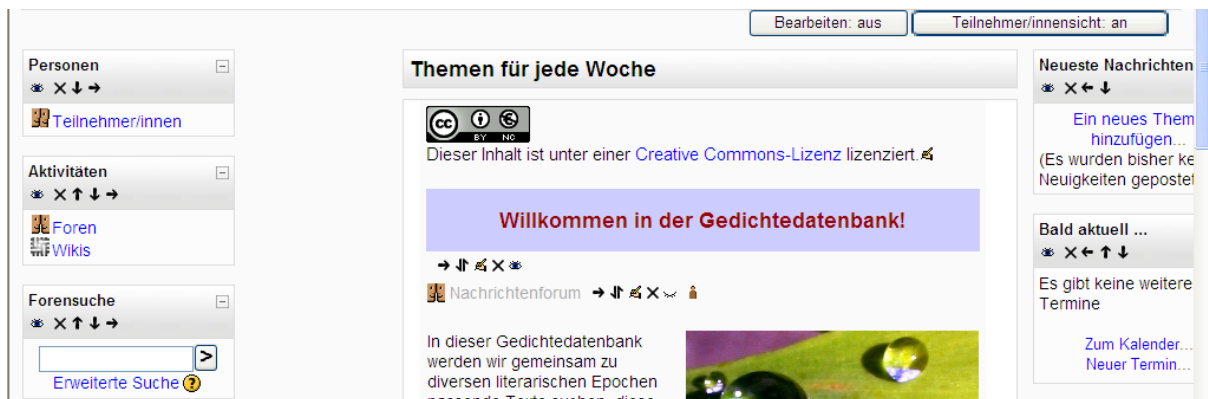 Bearbeiten: aus
Teilnehmer/innensicht: an
Personen
Teilnehmer/innen
Aktivitäten
Foren
Wikis
Forensuche
>
Erweiterte Suche ?
Themen für jede Woche
cc
BY NC
Dieser Inhalt ist unter einer Creative Commons-Lizenz lizenziert.
Willkommen in der Gedichtedatenbank!
Nachrichtenforum
In dieser Gedichtedatenbank
werden wir gemeinsam zu
diversen literarischen Epochen
passende Texte suchen, diese
Neueste Nachrichten
Ein neues Them
hinzufügen...
(Es wurden bisher ke
Neuigkeiten gepostet
Bald aktuell ...
Es gibt keine weitere
Termine
Zum Kalender...
Neuer Termin...